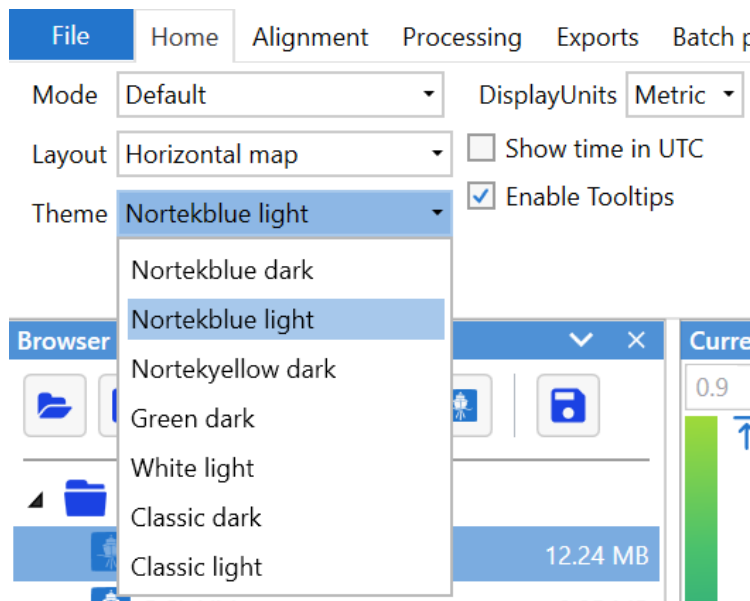 File Home Alignment Processing Exports Batch
Mode Default DisplayUnits Metric
Layout Horizontal map Show time in UTC
Theme Nortekblue light Enable Tooltips
Nortekblue dark
Nortekblue light
Nortekyellow dark
Green dark
White light
Classic dark
Classic light
Browser
Curre
0.9
12.24 MB